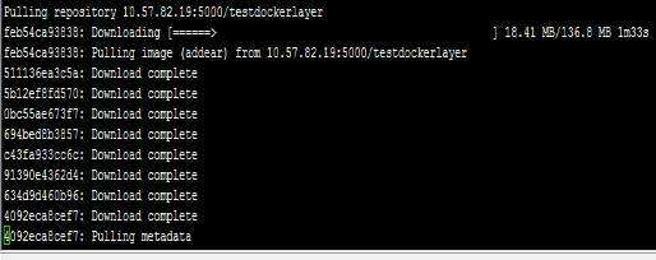 Pulling repository 10.57.82.19:5000/testdockerlayer
feb54ca93838: Downloading [======>                    ] 18.41 MB/136.8 MB 1m33s
feb54ca93838: Pulling image (addear) from 10.57.82.19:5000/testdockerlayer
511136ea3c5a: Download complete
5b12ef8fd570: Download complete
0bc55ae673f7: Download complete
694bed8b3857: Download complete
c43fa933cc6c: Download complete
91390e4362d4: Download complete
634d9d460b96: Download complete
4092eca8cef7: Download complete
4092eca8cef7: Pulling metadata